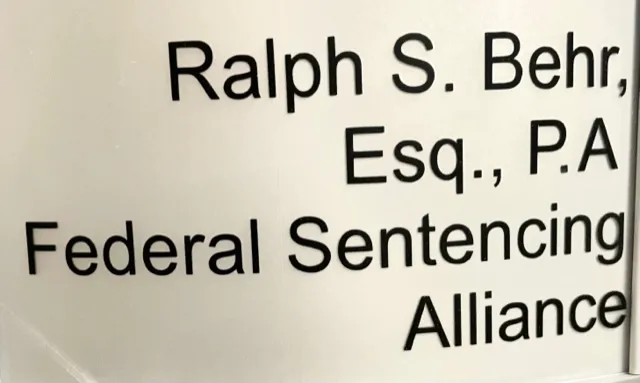 Ralph S. Behr,
Esq., P.A
Federal Sentencing
Alliance